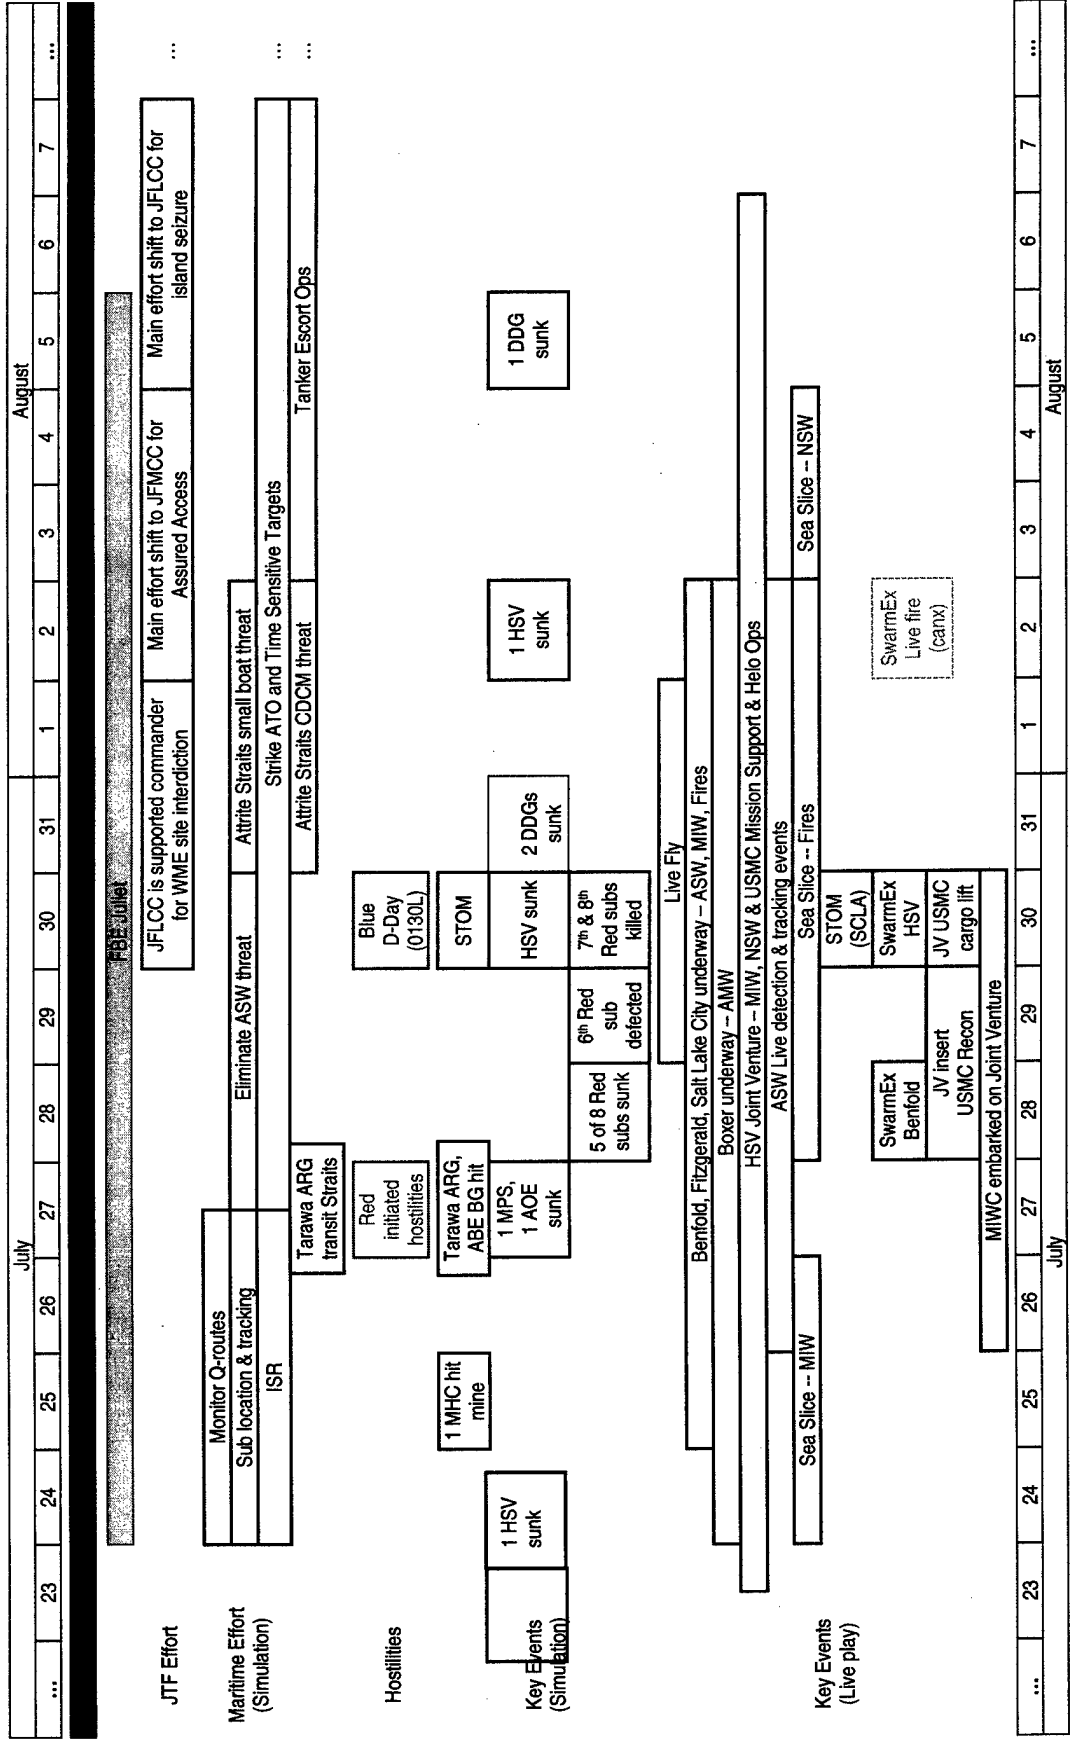 July
August
...
23
24
25
26
27
28
29
30
31
1
2
3
4
5
6
7
...
FBE Juliet
JTF Effort
JFLCC is supported commander
for WME site interdiction
Main effort shift to JFMCC for
Assured Access
Main effort shift to JFLCC for
island seizure
...
Maritime Effort
(Simulation)
Monitor Q-routes
Sub location & tracking
Eliminate ASW threat
Attrite Straits small boat threat
ISR
Strike ATO and Time Sensitive Targets
...
Tarawa ARG
transit Straits
Attrite Straits CDCM threat
Tanker Escort Ops
...
Hostilities
Red
initiated
hostilities
Blue
D-Day
(0130L)
Key Events
(Simulation)
1 MHC hit
mine
Tarawa ARG,
ABE BG hit
STOM
1 HSV
sunk
1 MPS,
1 AOE
sunk
HSV sunk
2 DDGs
sunk
1 HSV
sunk
1 DDG
sunk
5 of 8 Red
subs sunk
6th Red
sub
defected
7th & 8th
Red subs
killed
Key Events
(Live play)
Live Fly
Benfold, Fitzgerald, Salt Lake City underway – ASW, MIW, Fires
Boxer underway – AMW
HSV Joint Venture – MIW, NSW & USMC Mission Support & Helo Ops
ASW Live detection & tracking events
Sea Slice -- MIW
Sea Slice -- Fires
Sea Slice -- NSW
STOM
(SCLA)
SwarmEx
Benfold
SwarmEx
HSV
SwarmEx
Live fire
(canx)
JV insert
USMC Recon
JV USMC
cargo lift
MIWC embarked on Joint Venture
...
23
24
25
26
27
28
29
30
31
1
2
3
4
5
6
7
...
July
August